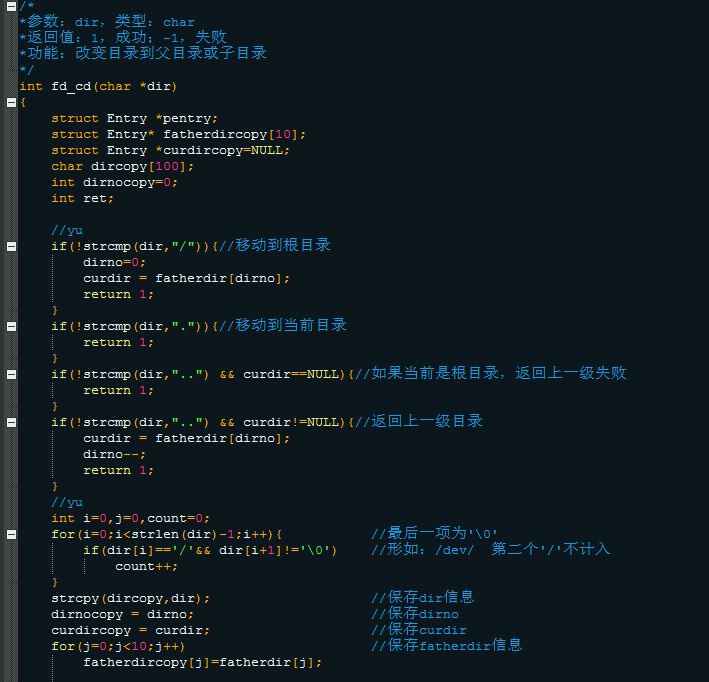 /*
*参数：dir，类型：char
*返回值：1，成功；-1，失败
*功能：改变目录到父目录或子目录
*/
int fd_cd(char *dir)
{
    struct Entry *pentry;
    struct Entry* fatherdircopy[10];
    struct Entry *curdircopy=NULL;
    char dircopy[100];
    int dirnocopy=0;
    int ret;
    //yu
    if(!strcmp(dir,"/")){//移动到根目录
        dirno=0;
        curdir = fatherdir[dirno];
        return 1;
    }
    if(!strcmp(dir,".")){//移动到当前目录
        return 1;
    }
    if(!strcmp(dir,"..") && curdir==NULL){//如果当前是根目录，返回上一级失败
        return 1;
    }
    if(!strcmp(dir,"..") && curdir!=NULL){//返回上一级目录
        curdir = fatherdir[dirno];
        dirno--;
        return 1;
    }
    //yu
    int i=0,j=0,count=0;
    for(i=0;i<strlen(dir)-1;i++){           //最后一项为'\0'
        if(dir[i]=='/'&& dir[i+1]!='\0')    //形如：/dev/  第二个'/'不计入
            count++;
    }
    strcpy(dircopy,dir);                    //保存dir信息
    dirnocopy = dirno;                      //保存dirno
    curdircopy = curdir;                    //保存curdir
    for(j=0;j<10;j++)                       //保存fatherdir信息
        fatherdircopy[j]=fatherdir[j];